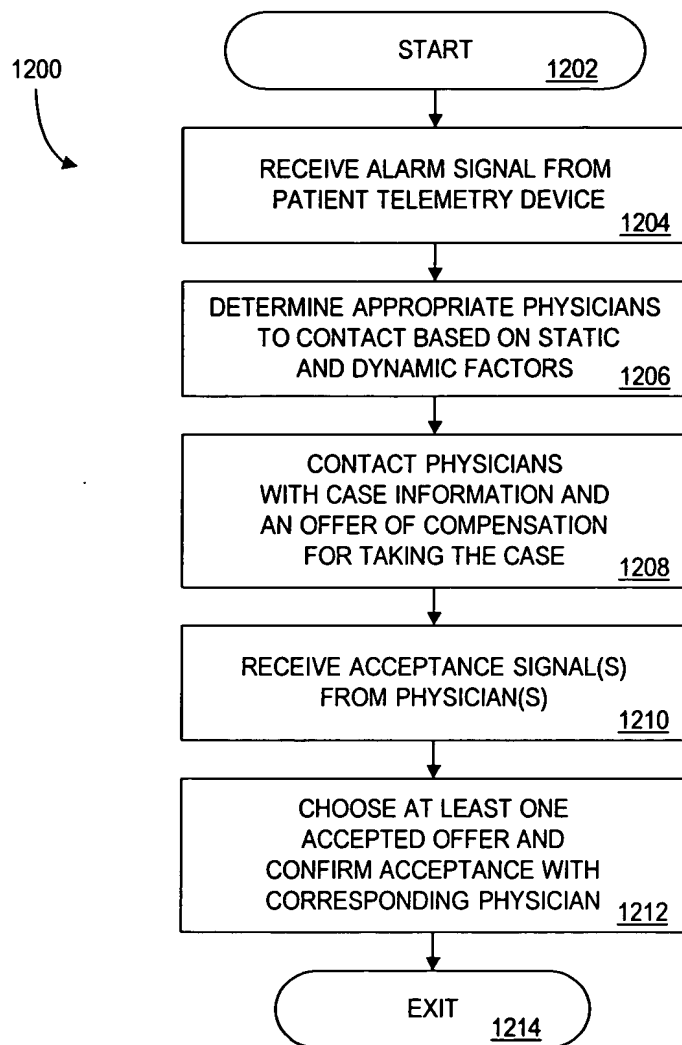 1200
START
1202
RECEIVE ALARM SIGNAL FROM
PATIENT TELEMETRY DEVICE
1204
DETERMINE APPROPRIATE PHYSICIANS
TO CONTACT BASED ON STATIC
AND DYNAMIC FACTORS
1206
CONTACT PHYSICIANS
WITH CASE INFORMATION AND
AN OFFER OF COMPENSATION
FOR TAKING THE CASE
1208
RECEIVE ACCEPTANCE SIGNAL(S)
FROM PHYSICIAN(S)
1210
CHOOSE AT LEAST ONE
ACCEPTED OFFER AND
CONFIRM ACCEPTANCE WITH
CORRESPONDING PHYSICIAN
1212
EXIT
1214